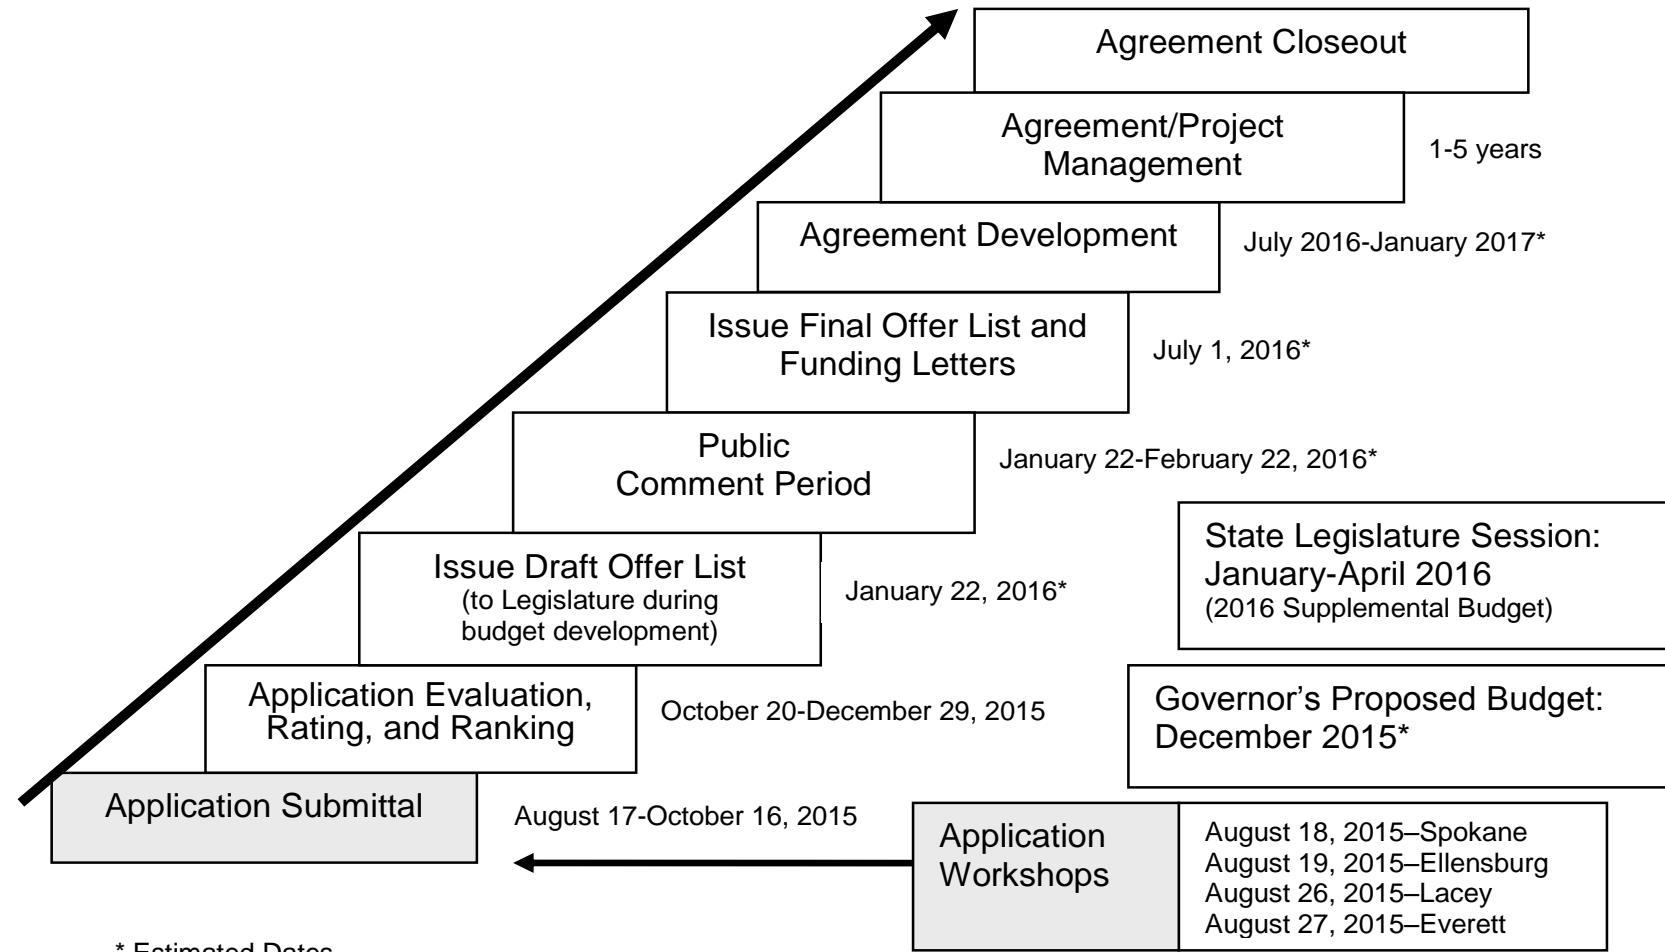 Agreement Closeout
Agreement/Project
Management
1-5 years
Agreement Development
July 2016-January 2017*
Issue Final Offer List and
Funding Letters
July 1, 2016*
Public
Comment Period
January 22-February 22, 2016*
Issue Draft Offer List
(to Legislature during
budget development)
January 22, 2016*
State Legislature Session:
January-April 2016
(2016 Supplemental Budget)
Application Evaluation,
Rating, and Ranking
October 20-December 29, 2015
Governor’s Proposed Budget:
December 2015*
Application Submittal
August 17-October 16, 2015
Application
Workshops
August 18, 2015–Spokane
August 19, 2015–Ellensburg
August 26, 2015–Lacey
August 27, 2015–Everett
* Estimated Dates